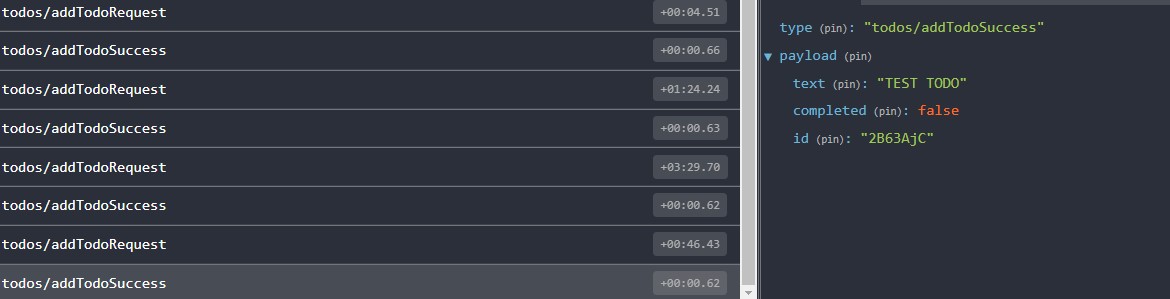 todos/addTodoRequest +00:04.51
todos/addTodoSuccess +00:00.66
todos/addTodoRequest +01:24.24
todos/addTodoSuccess +00:00.63
todos/addTodoRequest +03:29.70
todos/addTodoSuccess +00:00.62
todos/addTodoRequest +00:46.43
todos/addTodoSuccess +00:00.62
type (pin): "todos/addTodoSuccess"
▼ payload (pin)
text (pin): "TEST TODO"
completed (pin): false
id (pin): "2B63AjC"